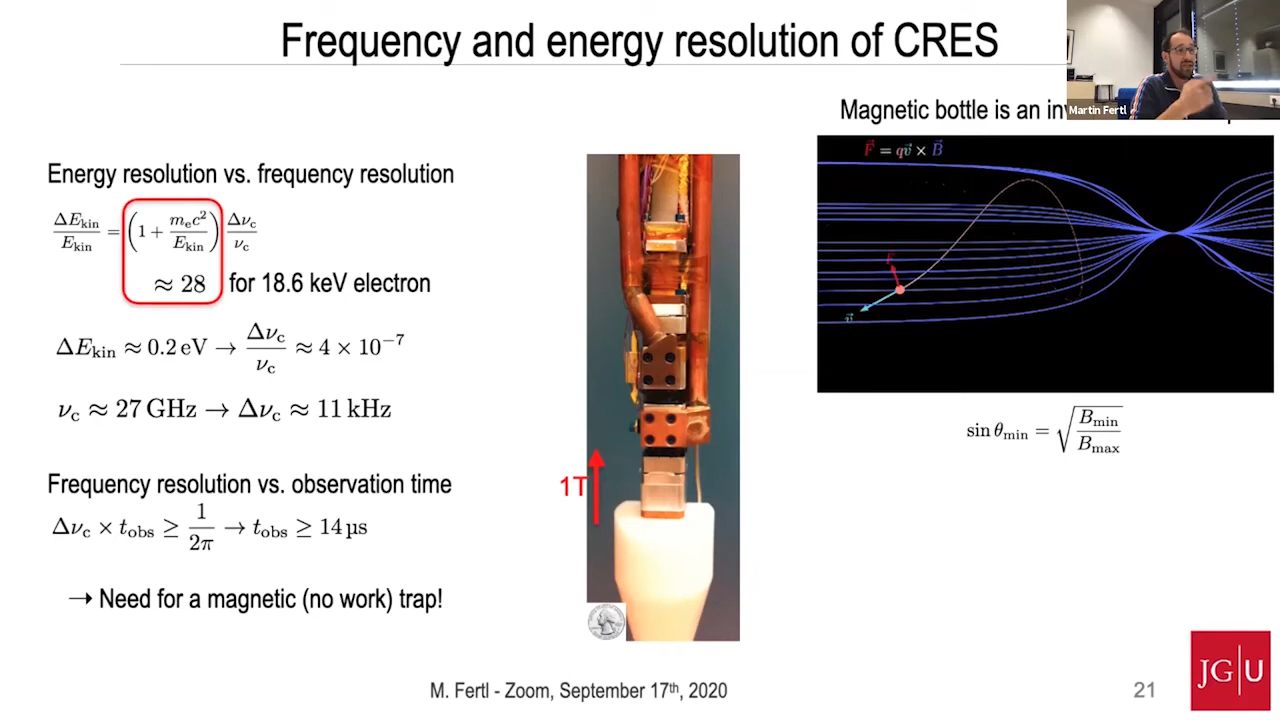 Frequency and energy resolution of CRES
Martin Fertl
Magnetic bottle is an
Energy resolution vs. frequency resolution
ΔE_kin/E_kin = (1 + m_e c²/E_kin) Δν_c/ν_c
≈ 28 for 18.6 keV electron
ΔE_kin ≈ 0.2 eV → Δν_c/ν_c ≈ 4 × 10⁻⁷
ν_c ≈ 27 GHz → Δν_c ≈ 11 kHz
Frequency resolution vs. observation time
Δν_c × t_obs ≥ 1/2π → t_obs ≥ 14 µs
→ Need for a magnetic (no work) trap!
1T
F⃗ = qv⃗ × B⃗
F⃗
v⃗
sin θ_min = √(B_min/B_max)
M. Fertl - Zoom, September 17th, 2020
21
JG|U